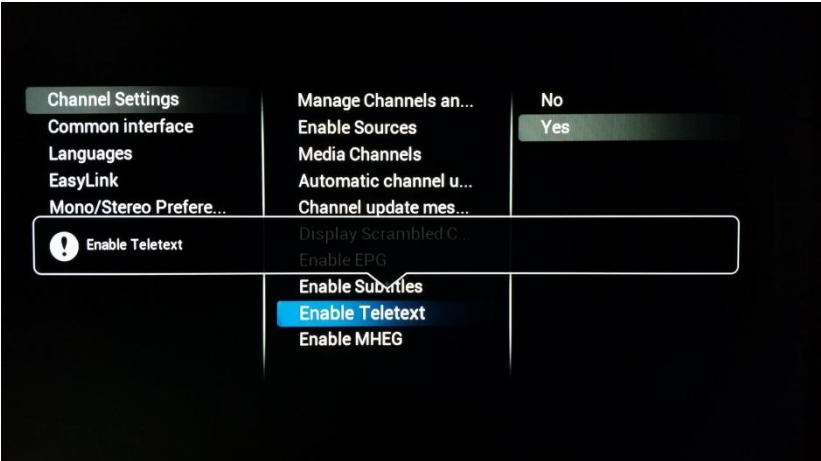 Channel Settings
Common interface
Languages
EasyLink
Mono/Stereo Prefere...
Manage Channels an...
Enable Sources
Media Channels
Automatic channel u...
Channel update mes...
Display Scrambled C...
Enable EPG
Enable Subtitles
Enable Teletext
Enable MHEG
No
Yes
Enable Teletext